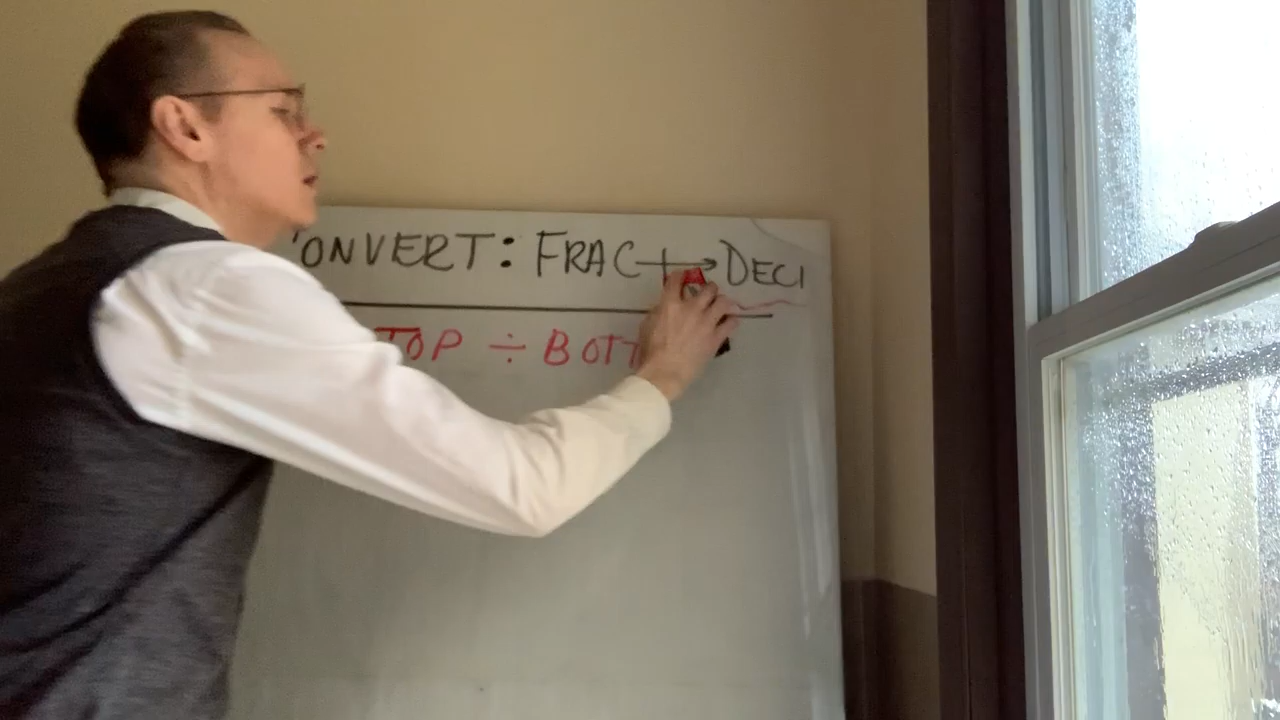 ONVERT: FRAC → DECI
TOP ÷ BOTT